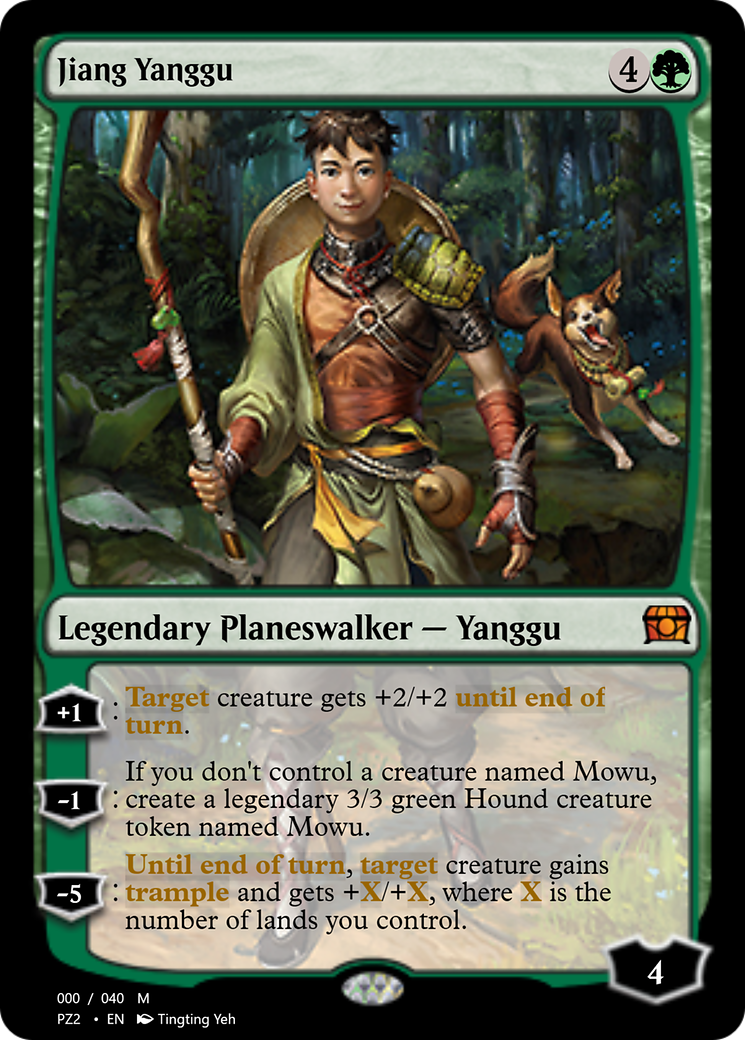 Jiang Yanggu
4
Legendary Planeswalker — Yanggu
+1
: Target creature gets +2/+2 until end of
turn.
If you don't control a creature named Mowu,
-1
: create a legendary 3/3 green Hound creature
token named Mowu.
Until end of turn, target creature gains
-5
: trample and gets +X/+X, where X is the
number of lands you control.
4
000 / 040 M
PZ2 • EN Tingting Yeh